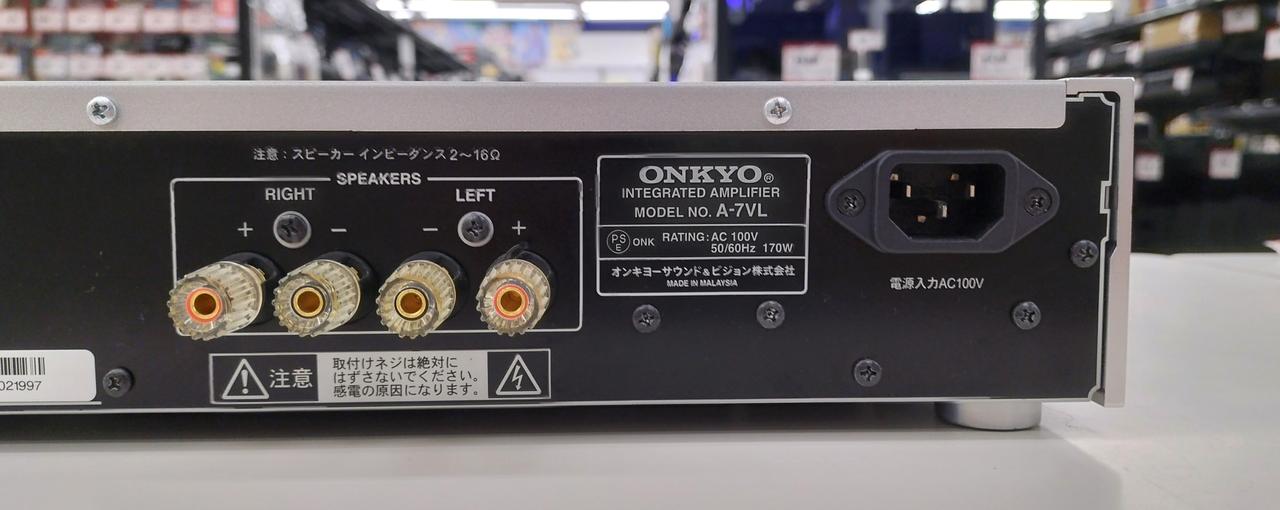 注意：スピーカー インピーダンス 2～16Ω
SPEAKERS
RIGHT
LEFT
+
−
−
+
ONKYO®
INTEGRATED AMPLIFIER
MODEL NO. A-7VL
PS
E
ONK
RATING: AC 100V
50/60Hz 170W
オンキヨーサウンド&ビジョン株式会社
MADE IN MALAYSIA
電源入力AC100V
注意
取付けネジは絶対に
はずさないでください。
感電の原因になります。
021997